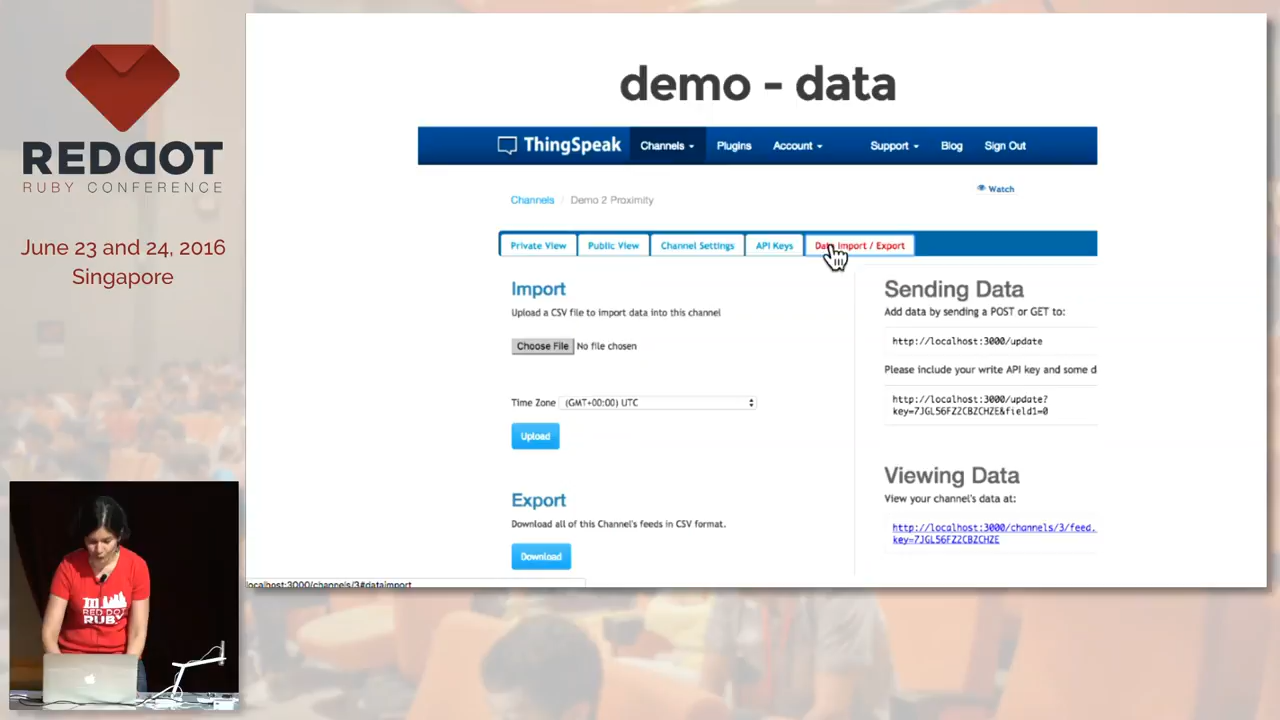 REDDOT
RUBY CONFERENCE
June 23 and 24, 2016
Singapore
demo - data
ThingSpeak
Channels
Plugins
Account
Support
Blog
Sign Out
Watch
Channels / Demo 2 Proximity
Private View
Public View
Channel Settings
API Keys
Data Import / Export
Import
Upload a CSV file to import data into this channel
Choose File No file chosen
Time Zone (GMT+00:00) UTC
Upload
Export
Download all of this Channel's feeds in CSV format.
Download
Sending Data
Add data by sending a POST or GET to:
http://localhost:3000/update
Please include your write API key and some d
http://localhost:3000/update?
key=7JGL56FZ2CBZCHZE&field1=0
Viewing Data
View your channel's data at:
http://localhost:3000/channels/3/feed.
key=7JGL56FZ2CBZCHZE
localhost:3000/channels/3#dataimport
RED DOT
RUBY